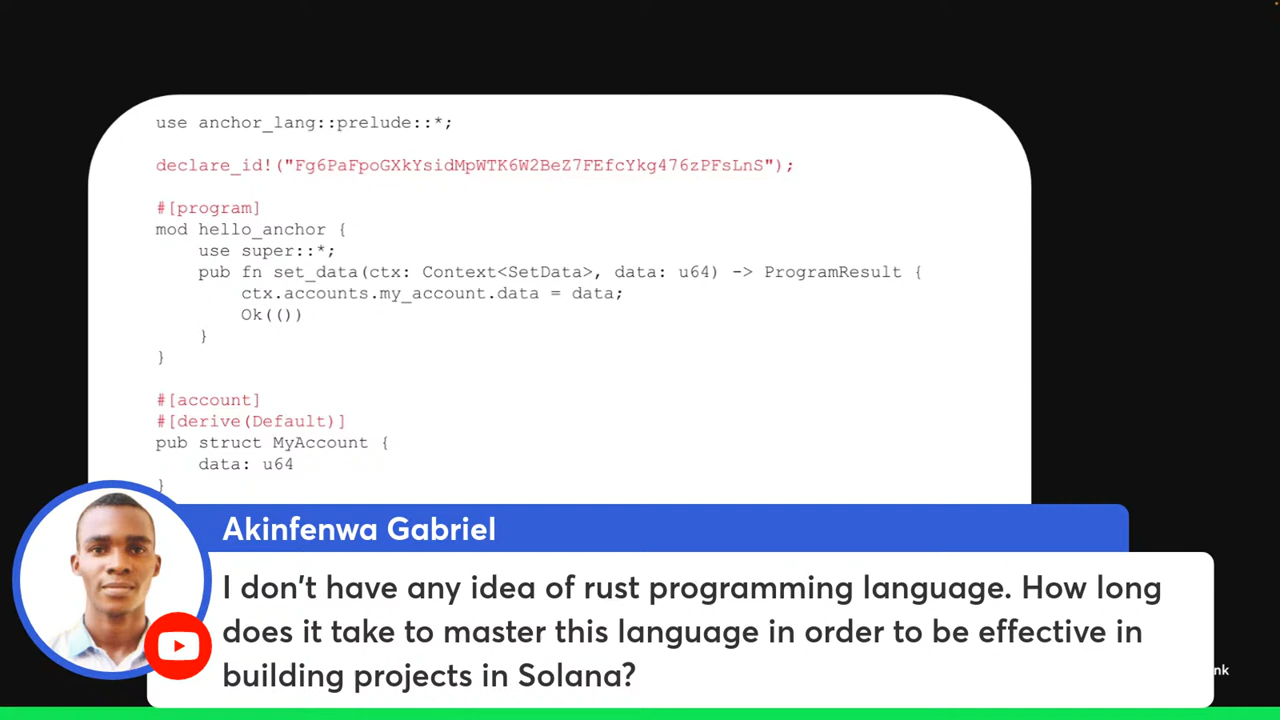 use anchor_lang::prelude::*;
declare_id!("Fg6PaFpoGXkYsidMpWTK6W2BeZ7FEfcYkg476zPFsLnS");
#[program]
mod hello_anchor {
use super::*;
pub fn set_data(ctx: Context<SetData>, data: u64) -> ProgramResult {
ctx.accounts.my_account.data = data;
Ok(())
}
}
#[account]
#[derive(Default)]
pub struct MyAccount {
data: u64
}
Akinfenwa Gabriel
I don't have any idea of rust programming language. How long
does it take to master this language in order to be effective in
building projects in Solana?
nk